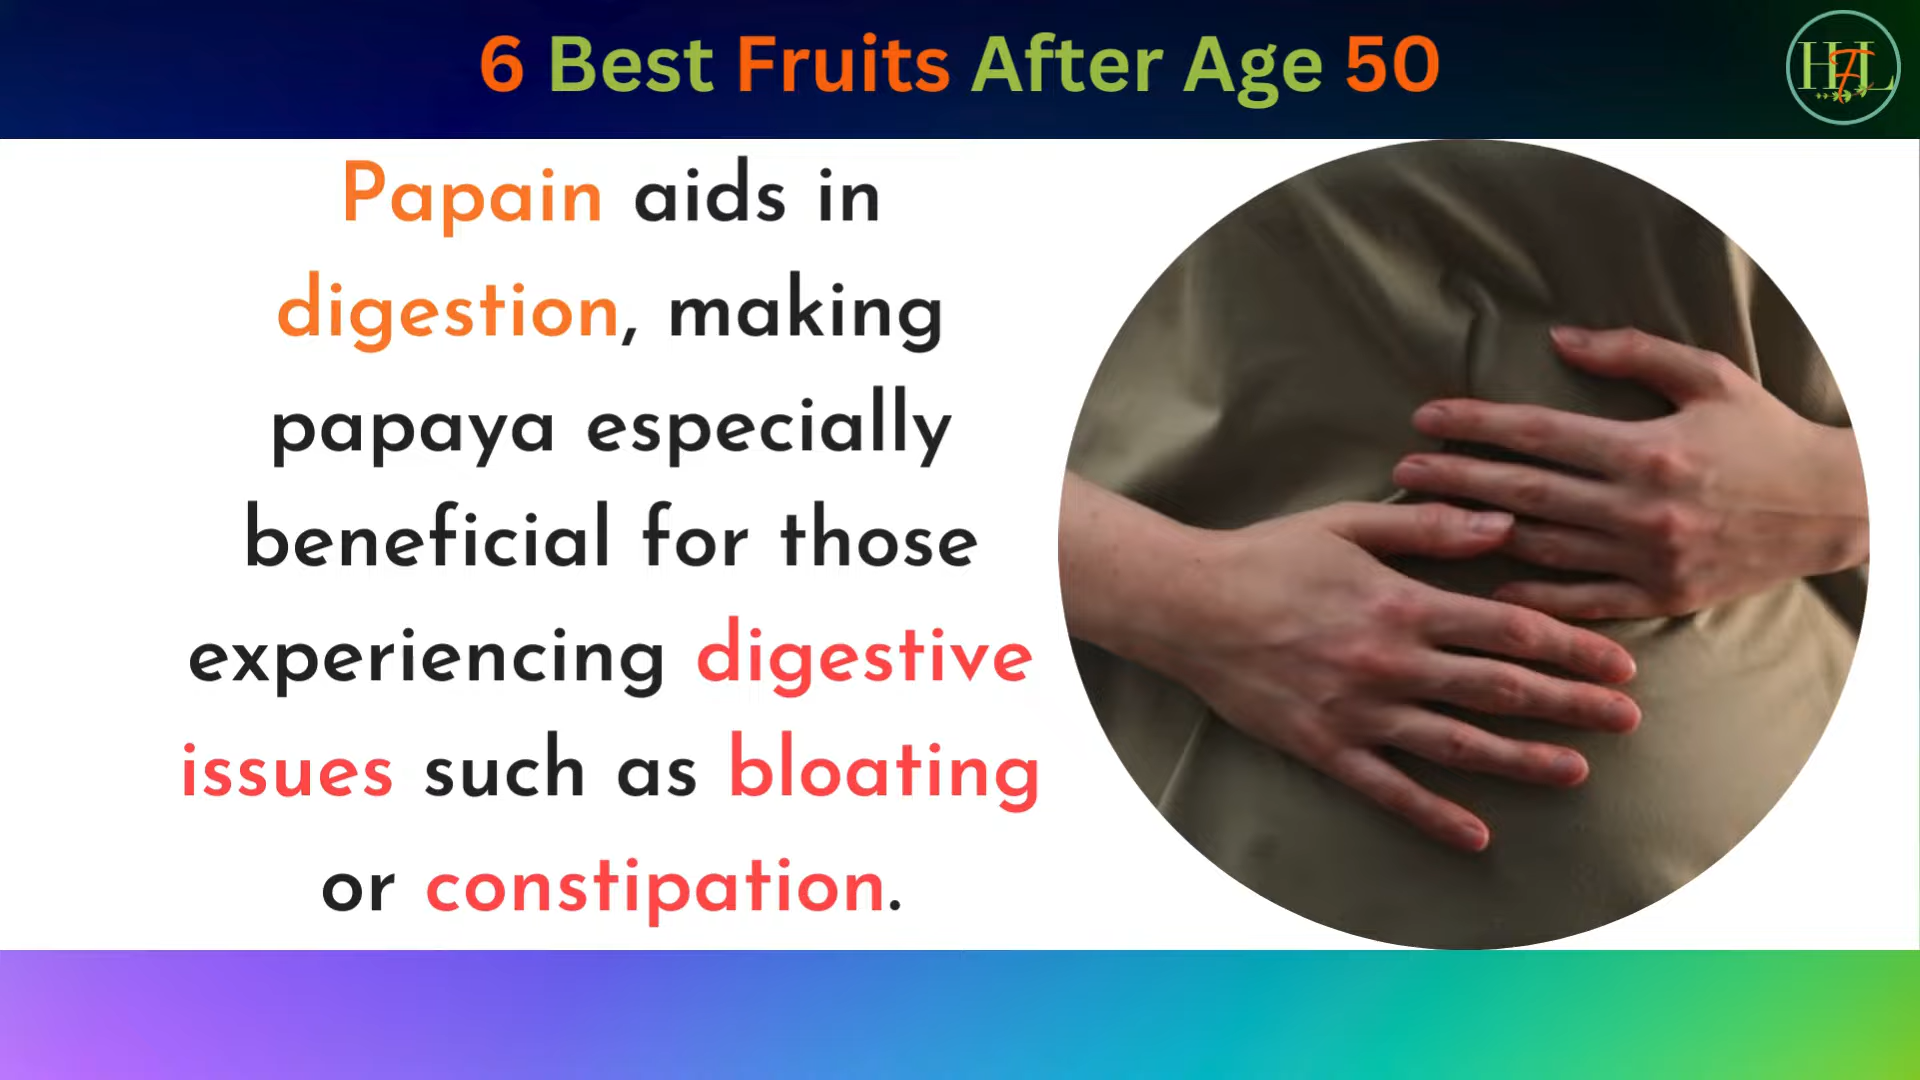 6 Best Fruits After Age 50
HFL
Papain aids in
digestion, making
papaya especially
beneficial for those
experiencing digestive
issues such as bloating
or constipation.